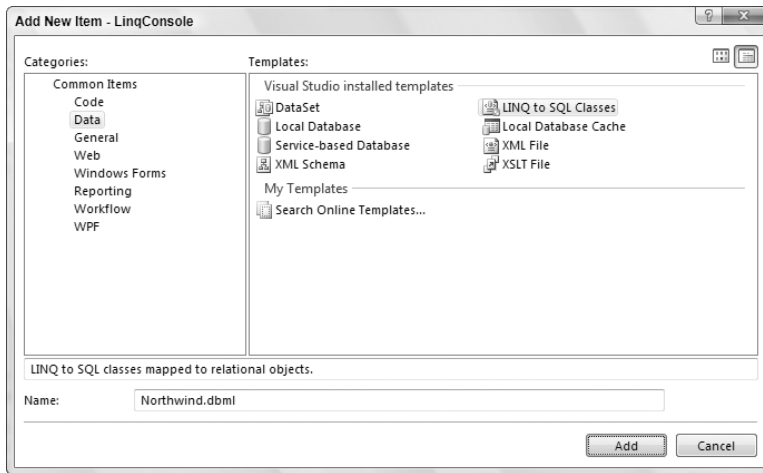 Add New Item - LinqConsole
Categories:
Templates:
Common Items
Code
Data
General
Web
Windows Forms
Reporting
Workflow
WPF
Visual Studio installed templates
DataSet
LINQ to SQL Classes
Local Database
Local Database Cache
Service-based Database
XML File
XML Schema
XSLT File
My Templates
Search Online Templates...
LINQ to SQL classes mapped to relational objects.
Name:
Northwind.dbml
Add
Cancel